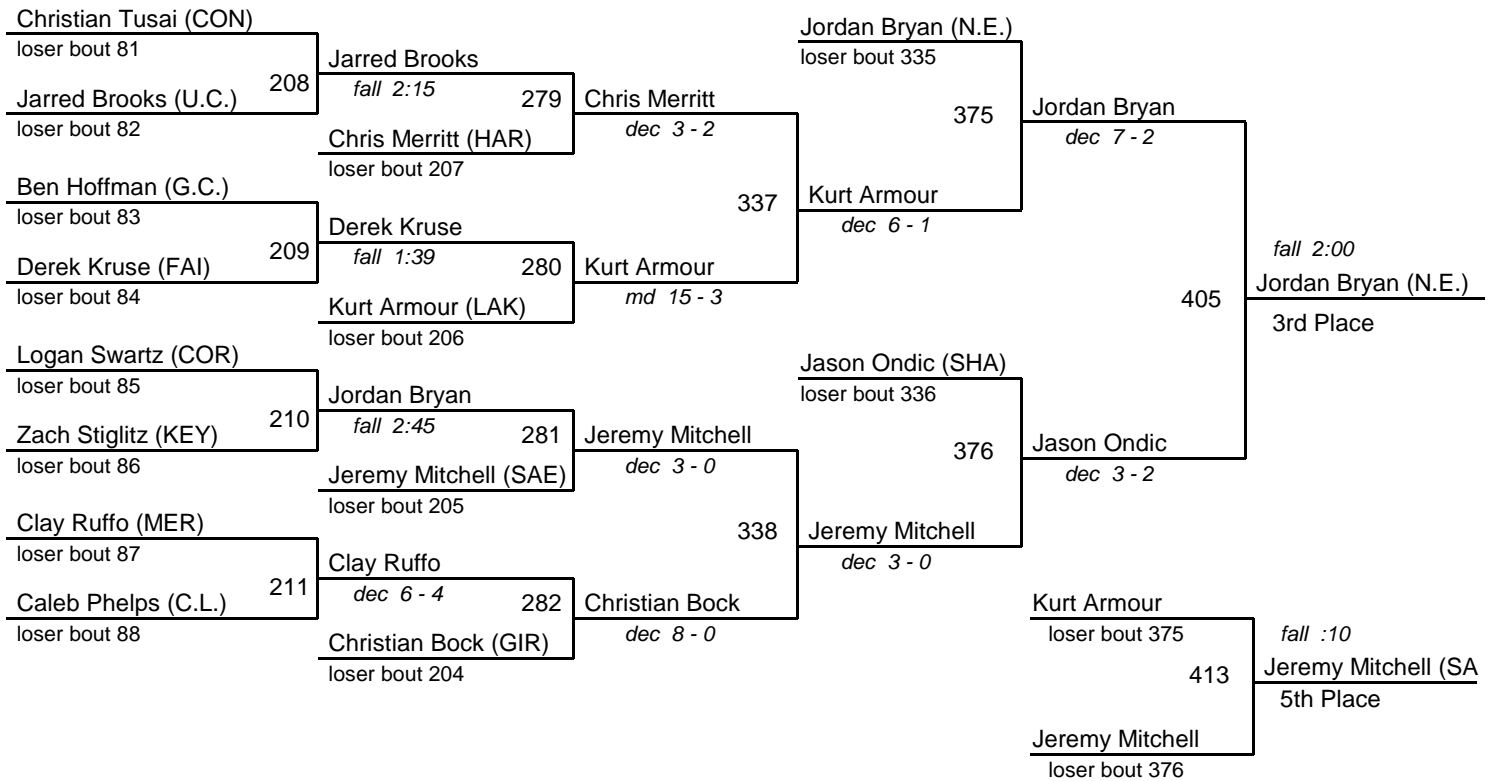 Christian Tusai (CON)
loser bout 81
208
Jarred Brooks (U.C.)
loser bout 82
Ben Hoffman (G.C.)
loser bout 83
209
Derek Kruse (FAI)
loser bout 84
Logan Swartz (COR)
loser bout 85
210
Zach Stiglitz (KEY)
loser bout 86
Clay Ruffo (MER)
loser bout 87
211
Caleb Phelps (C.L.)
loser bout 88
Jarred Brooks
fall 2:15
279
Chris Merritt (HAR)
loser bout 207
Derek Kruse
fall 1:39
280
Kurt Armour (LAK)
loser bout 206
Jordan Bryan
fall 2:45
281
Jeremy Mitchell (SAE)
loser bout 205
Clay Ruffo
dec 6 - 4
282
Christian Bock (GIR)
loser bout 204
Chris Merritt
dec 3 - 2
337
Kurt Armour
md 15 - 3
Jeremy Mitchell
dec 3 - 0
338
Christian Bock
dec 8 - 0
Jordan Bryan (N.E.)
loser bout 335
375
Kurt Armour
dec 6 - 1
Jason Ondic (SHA)
loser bout 336
376
Jeremy Mitchell
dec 3 - 0
Jordan Bryan
dec 7 - 2
405
Jason Ondic
dec 3 - 2
fall 2:00
Jordan Bryan (N.E.)
3rd Place
Kurt Armour
loser bout 375
413
Jeremy Mitchell
loser bout 376
fall :10
Jeremy Mitchell (SA
5th Place